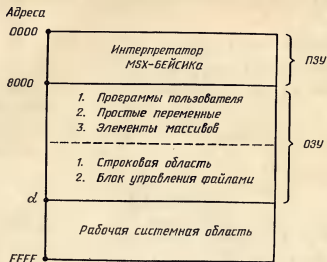 Адреса
0000
Интерпретатор
MSX-БЕЙСИКа
ПЗУ
8000
1. Программы пользователя
2. Простые переменные
3. Элементы массивов
ОЗУ
1. Строковая область
2. Блок управления файлами
d
Рабочая системная область
FFFF